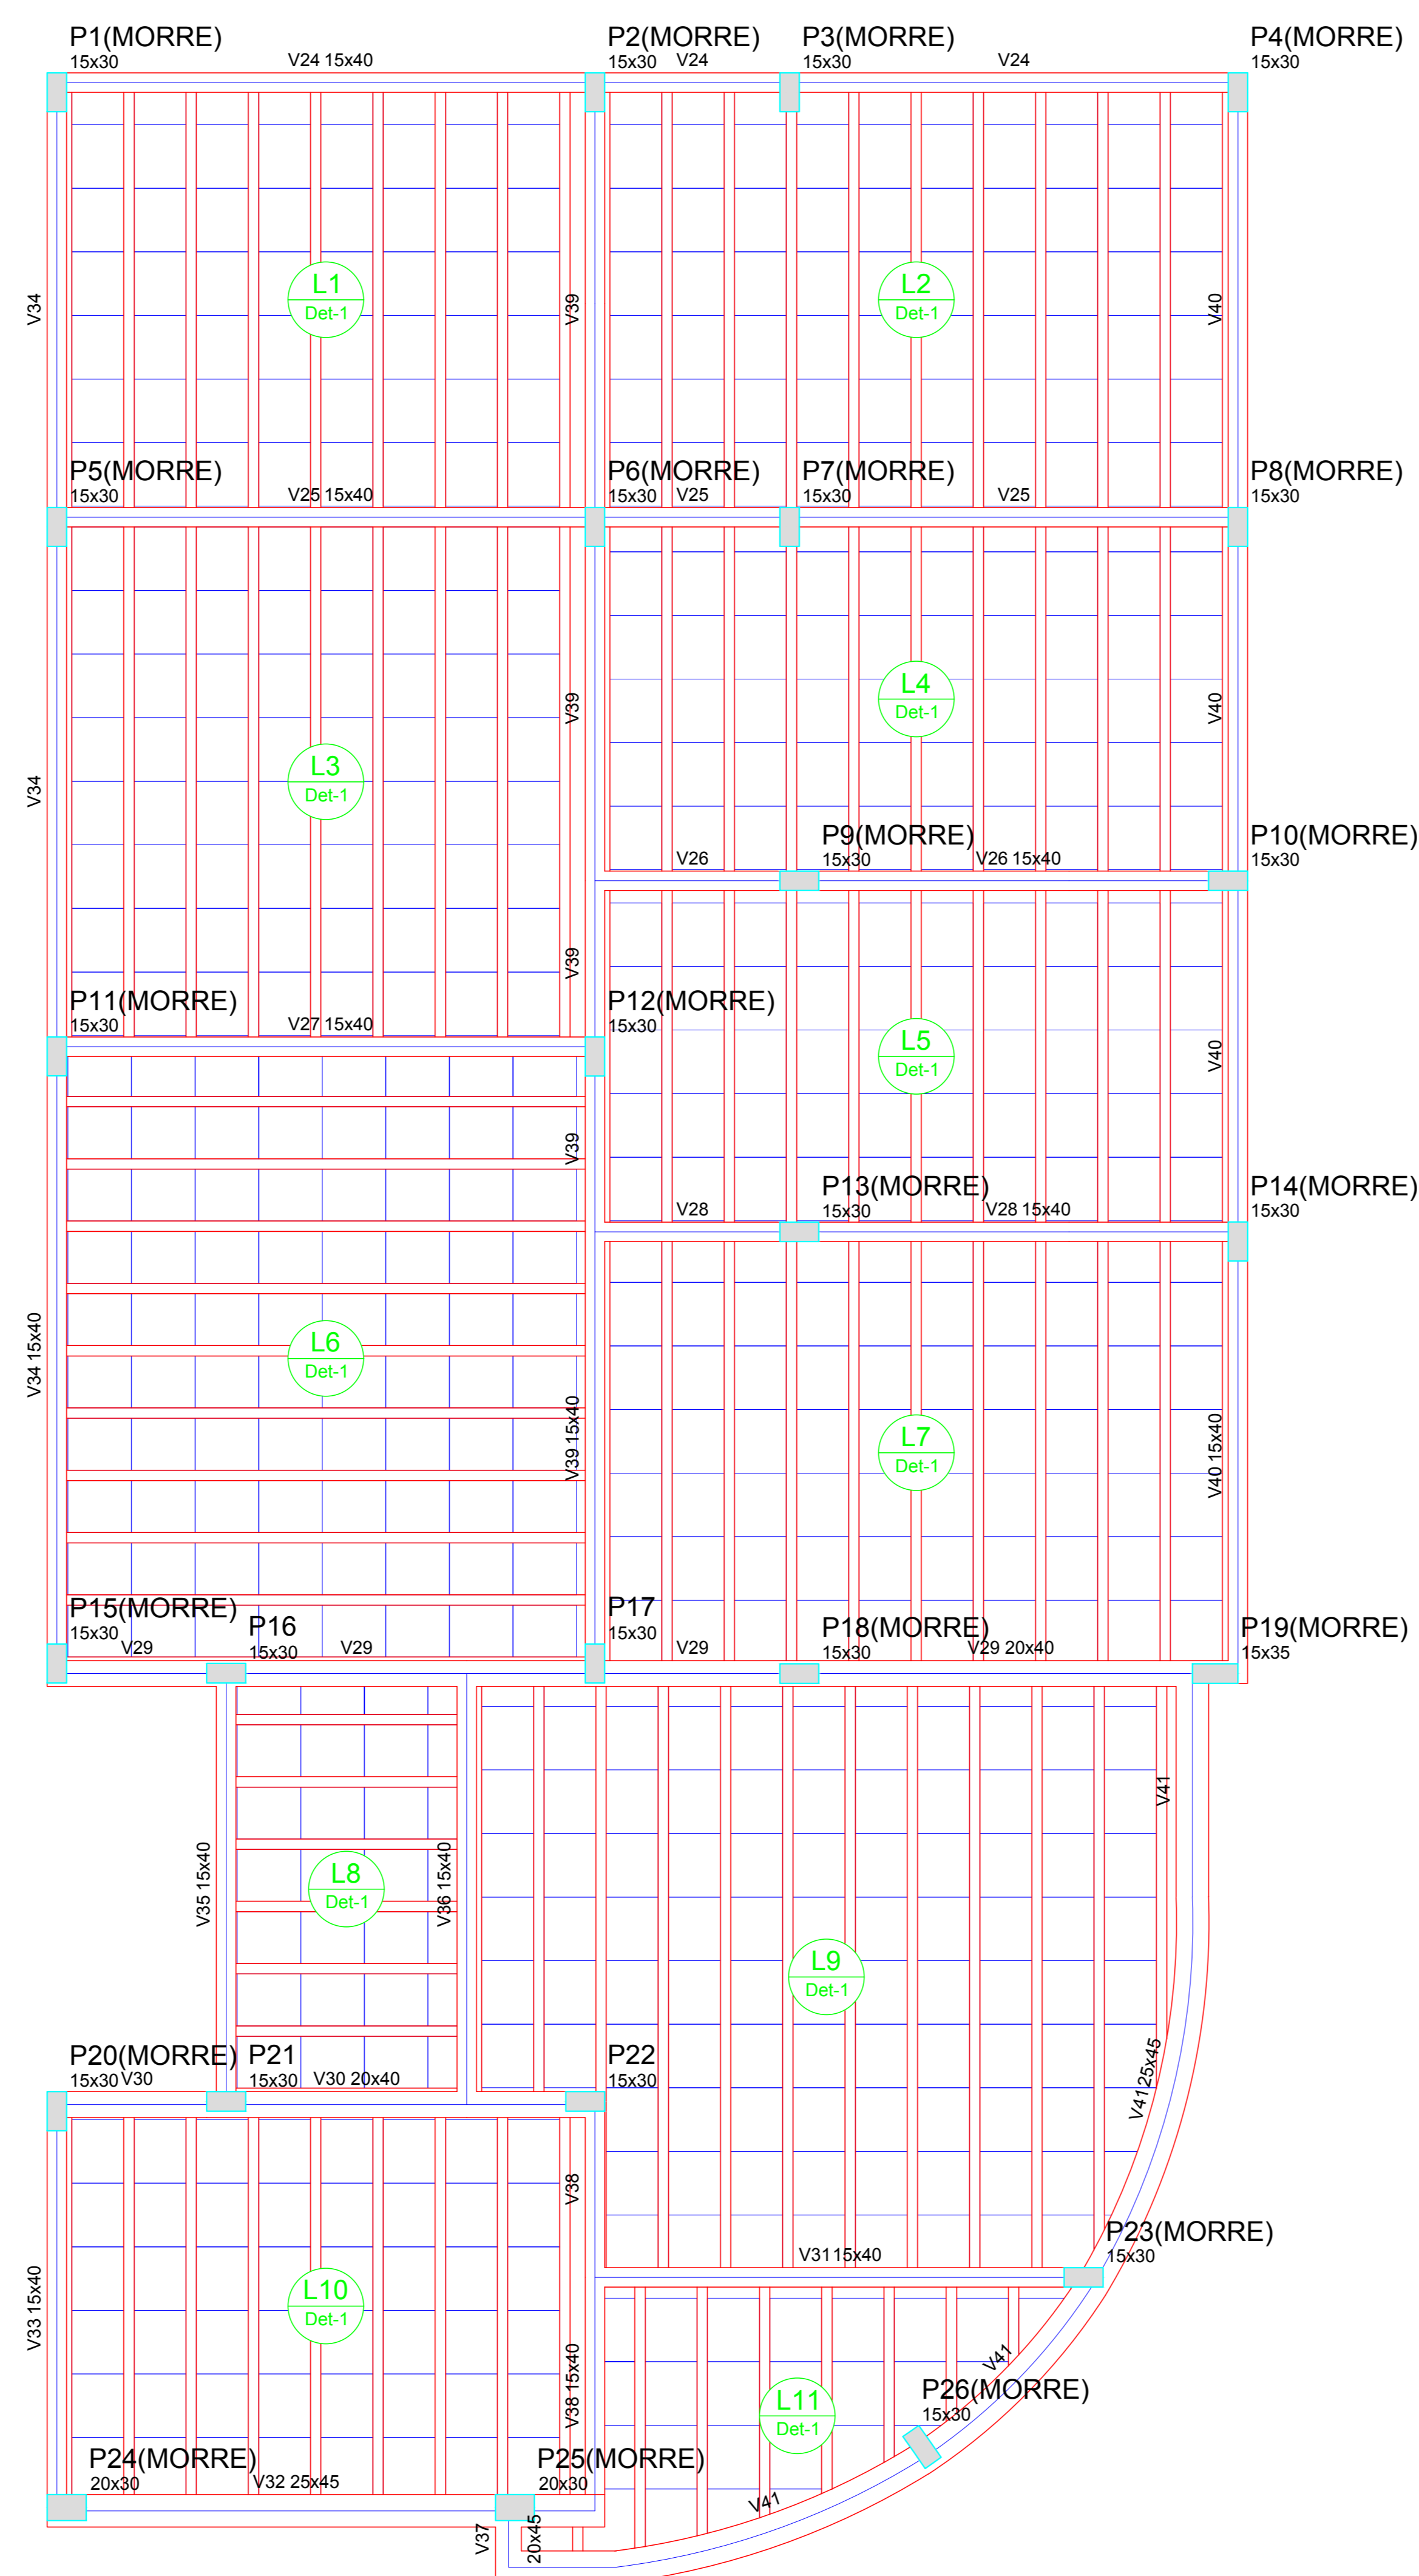 P1(MORRE)
15x30
V24 15x40
P2(MORRE)
15x30
V24
P3(MORRE)
15x30
V24
P4(MORRE)
15x30
V34
L1
Det-1
V39
L2
Det-1
V40
P5(MORRE)
15x30
V25 15x40
P6(MORRE)
15x30
V25
P7(MORRE)
15x30
V25
P8(MORRE)
15x30
V34
L3
Det-1
V39
L4
Det-1
V40
V26
P9(MORRE)
15x30
V26 15x40
P10(MORRE)
15x30
V39
P11(MORRE)
15x30
V27 15x40
P12(MORRE)
15x30
L5
Det-1
V40
V39
V28
P13(MORRE)
15x30
V28 15x40
P14(MORRE)
15x30
V34 15x40
L6
Det-1
V39 15x40
L7
Det-1
V40 15x40
P15(MORRE)
15x30
V29
P16
15x30
V29
P17
15x30
V29
P18(MORRE)
15x30
V29 20x40
P19(MORRE)
15x35
V41
V35 15x40
L8
Det-1
V36 15x40
L9
Det-1
V41 25x45
P20(MORRE)
15x30
V30
P21
15x30
V30 20x40
P22
15x30
V38
V31 15x40
P23(MORRE)
15x30
V33 15x40
L10
Det-1
V38 15x40
L11
Det-1
V41
P26(MORRE)
15x30
P24(MORRE)
20x30
V32 25x45
P25(MORRE)
20x30
V41
V37
20x45